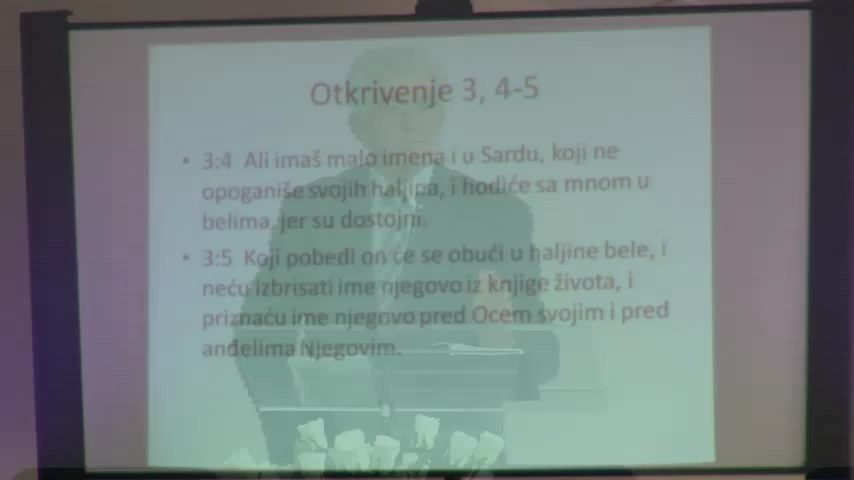 Otkrivenje 3, 4-5
• 3:4 Ali imaš malo imena i u Sardu, koji ne
opoganiše svojih haljina, i hodiće sa mnom u
belima, jer su dostojni.
• 3:5 Koji pobedi on će se obući u haljine bele, i
neću izbrisati ime njegovo iz knjige života, i
priznaću ime njegovo pred Ocem svojim i pred
anđelima Njegovim.